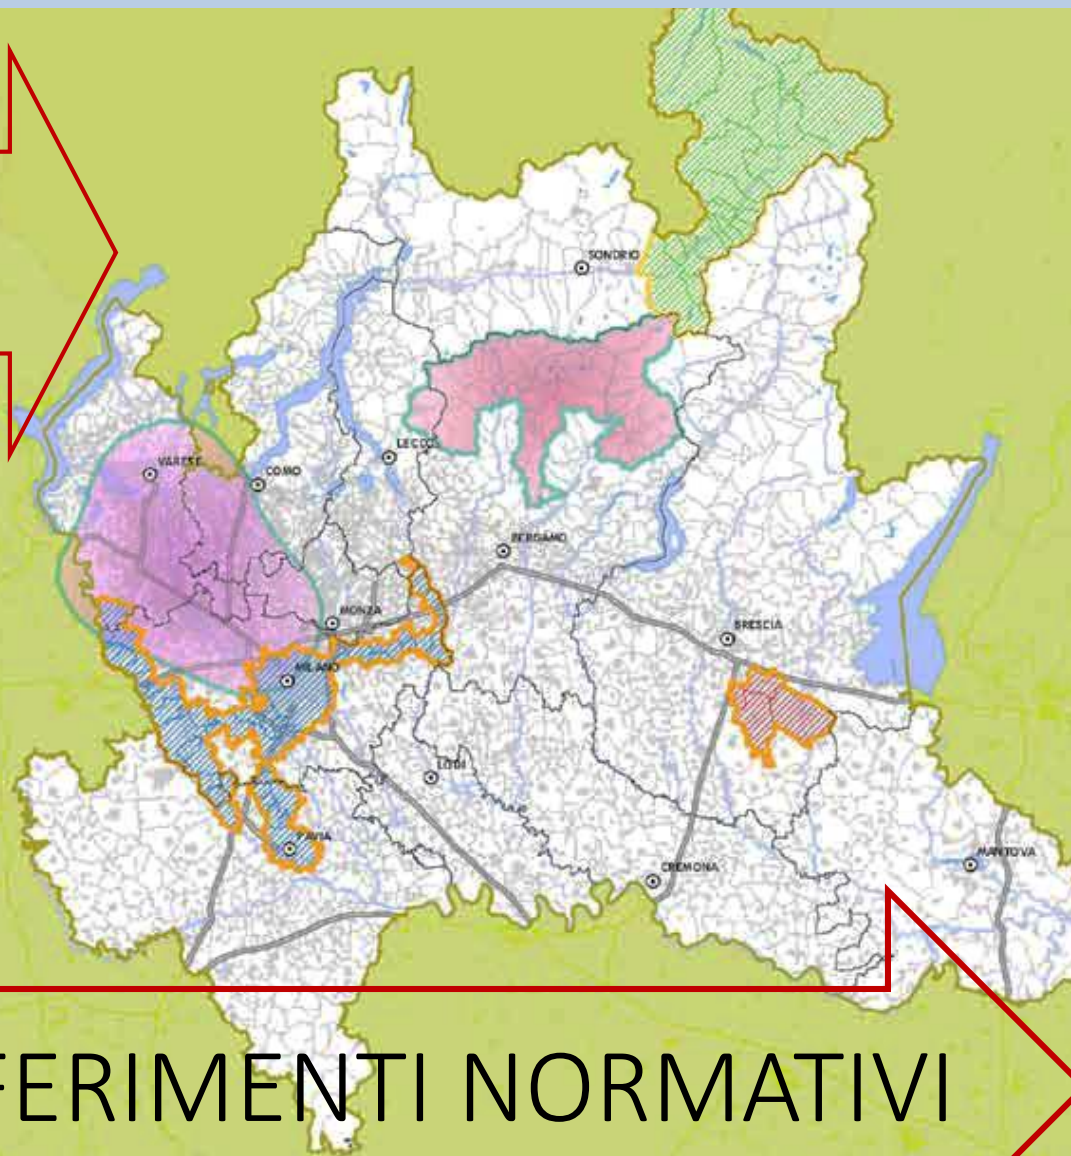 SONDRIO
LECCO
VARESE
COMO
BERGAMO
MONZA
BRESCIA
MILANO
LODI
PAVIA
MANTOVA
CREMONA
FERIMENTI NORMATIVI